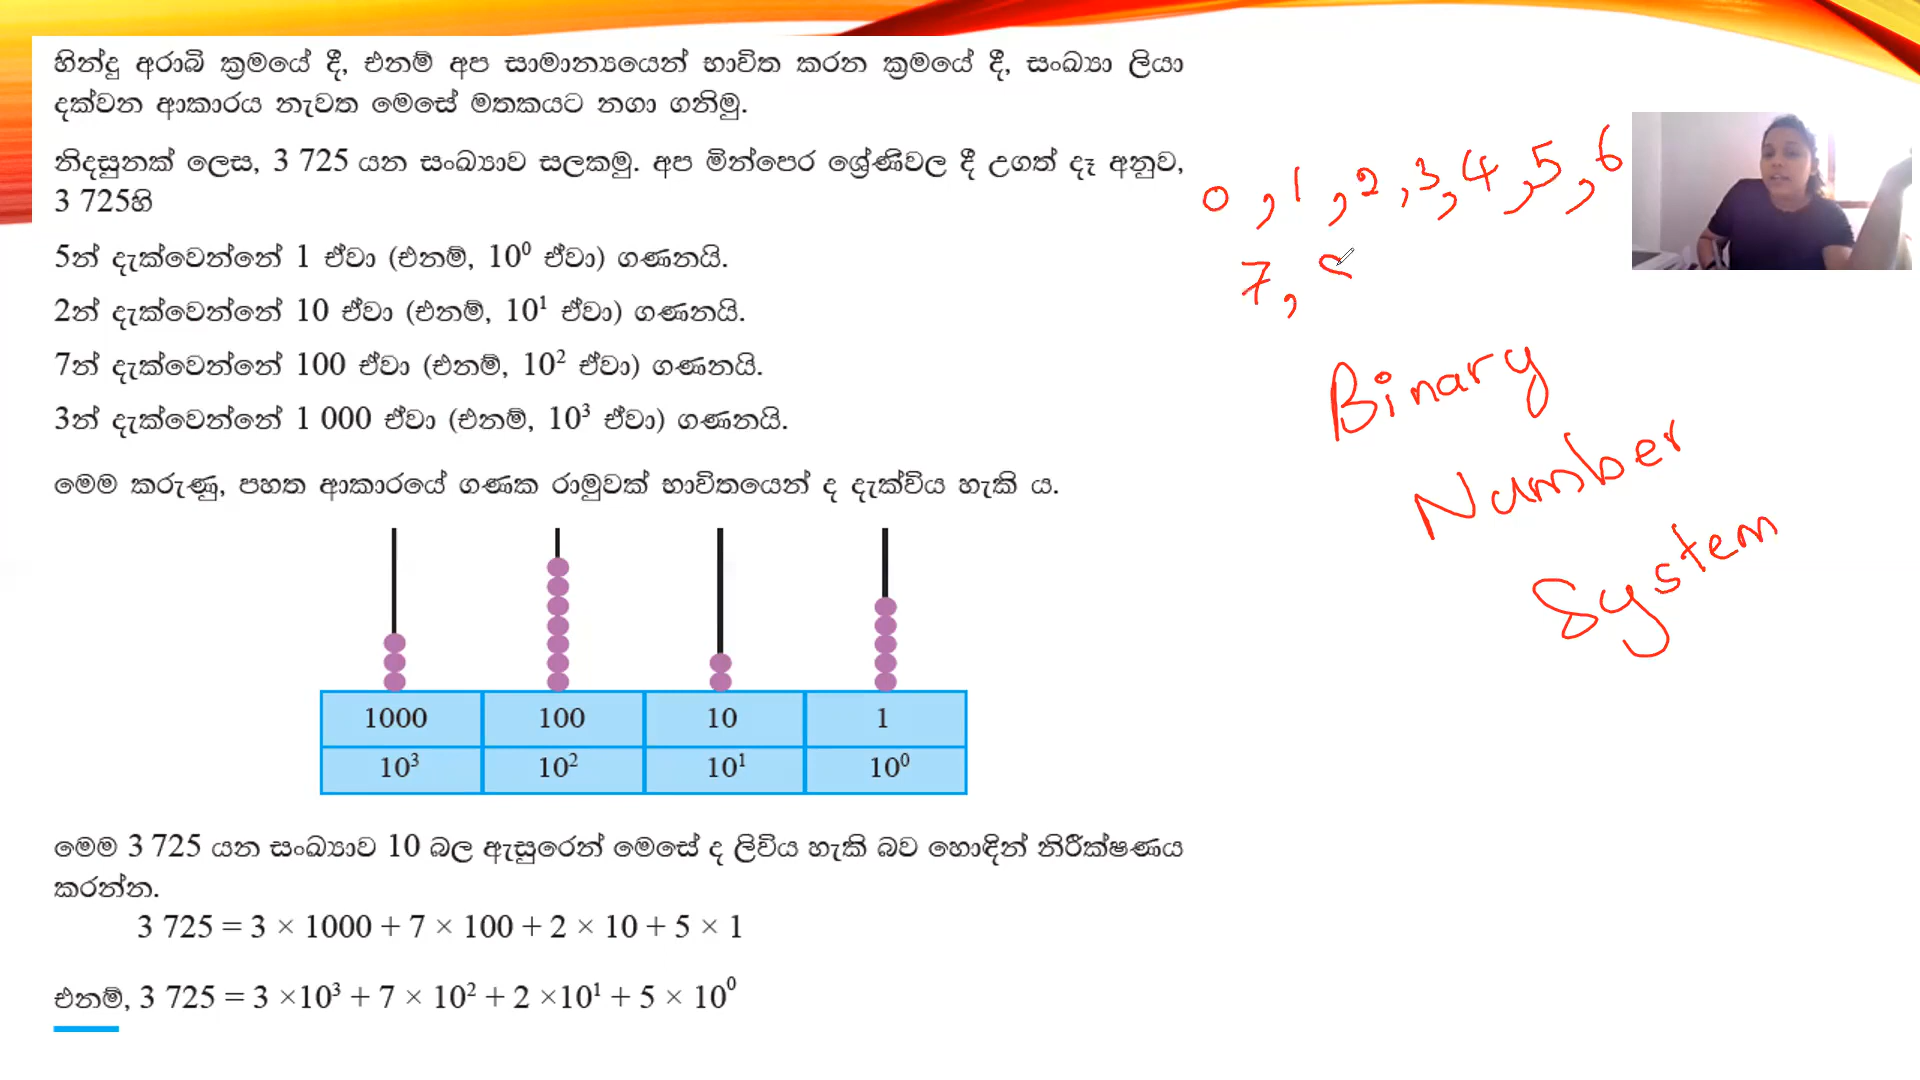 හින්දු අරාබි ක්‍රමයේ දී, එනම් අප සාමාන්‍යයෙන් භාවිත කරන ක්‍රමයේ දී, සංඛ්‍යා ලියා
දක්වන ආකාරය නැවත මෙසේ මතකයට නගා ගනිමු.
නිදසුනක් ලෙස, 3 725 යන සංඛ්‍යාව සලකමු. අප මින්පෙර ශ්‍රේණිවල දී උගත් දෑ අනුව,
3 725හි
5න් දැක්වෙන්නේ 1 ඒවා (එනම්, 10⁰ ඒවා) ගණනයි.
2න් දැක්වෙන්නේ 10 ඒවා (එනම්, 10¹ ඒවා) ගණනයි.
7න් දැක්වෙන්නේ 100 ඒවා (එනම්, 10² ඒවා) ගණනයි.
3න් දැක්වෙන්නේ 1 000 ඒවා (එනම්, 10³ ඒවා) ගණනයි.
මෙම කරුණු, පහත ආකාරයේ ගණක රාමුවක් භාවිතයෙන් ද දැක්විය හැකි ය.
1000 100 10 1
10³ 10² 10¹ 10⁰
මෙම 3 725 යන සංඛ්‍යාව 10 බල ඇසුරෙන් මෙසේ ද ලිවිය හැකි බව හොඳින් නිරීක්ෂණය
කරන්න.
3 725 = 3 × 1000 + 7 × 100 + 2 × 10 + 5 × 1
එනම්, 3 725 = 3 ×10³ + 7 × 10² + 2 ×10¹ + 5 × 10⁰
0 , 1 , 2 , 3 , 4 , 5 , 6
7 ,
Binary
Number
System